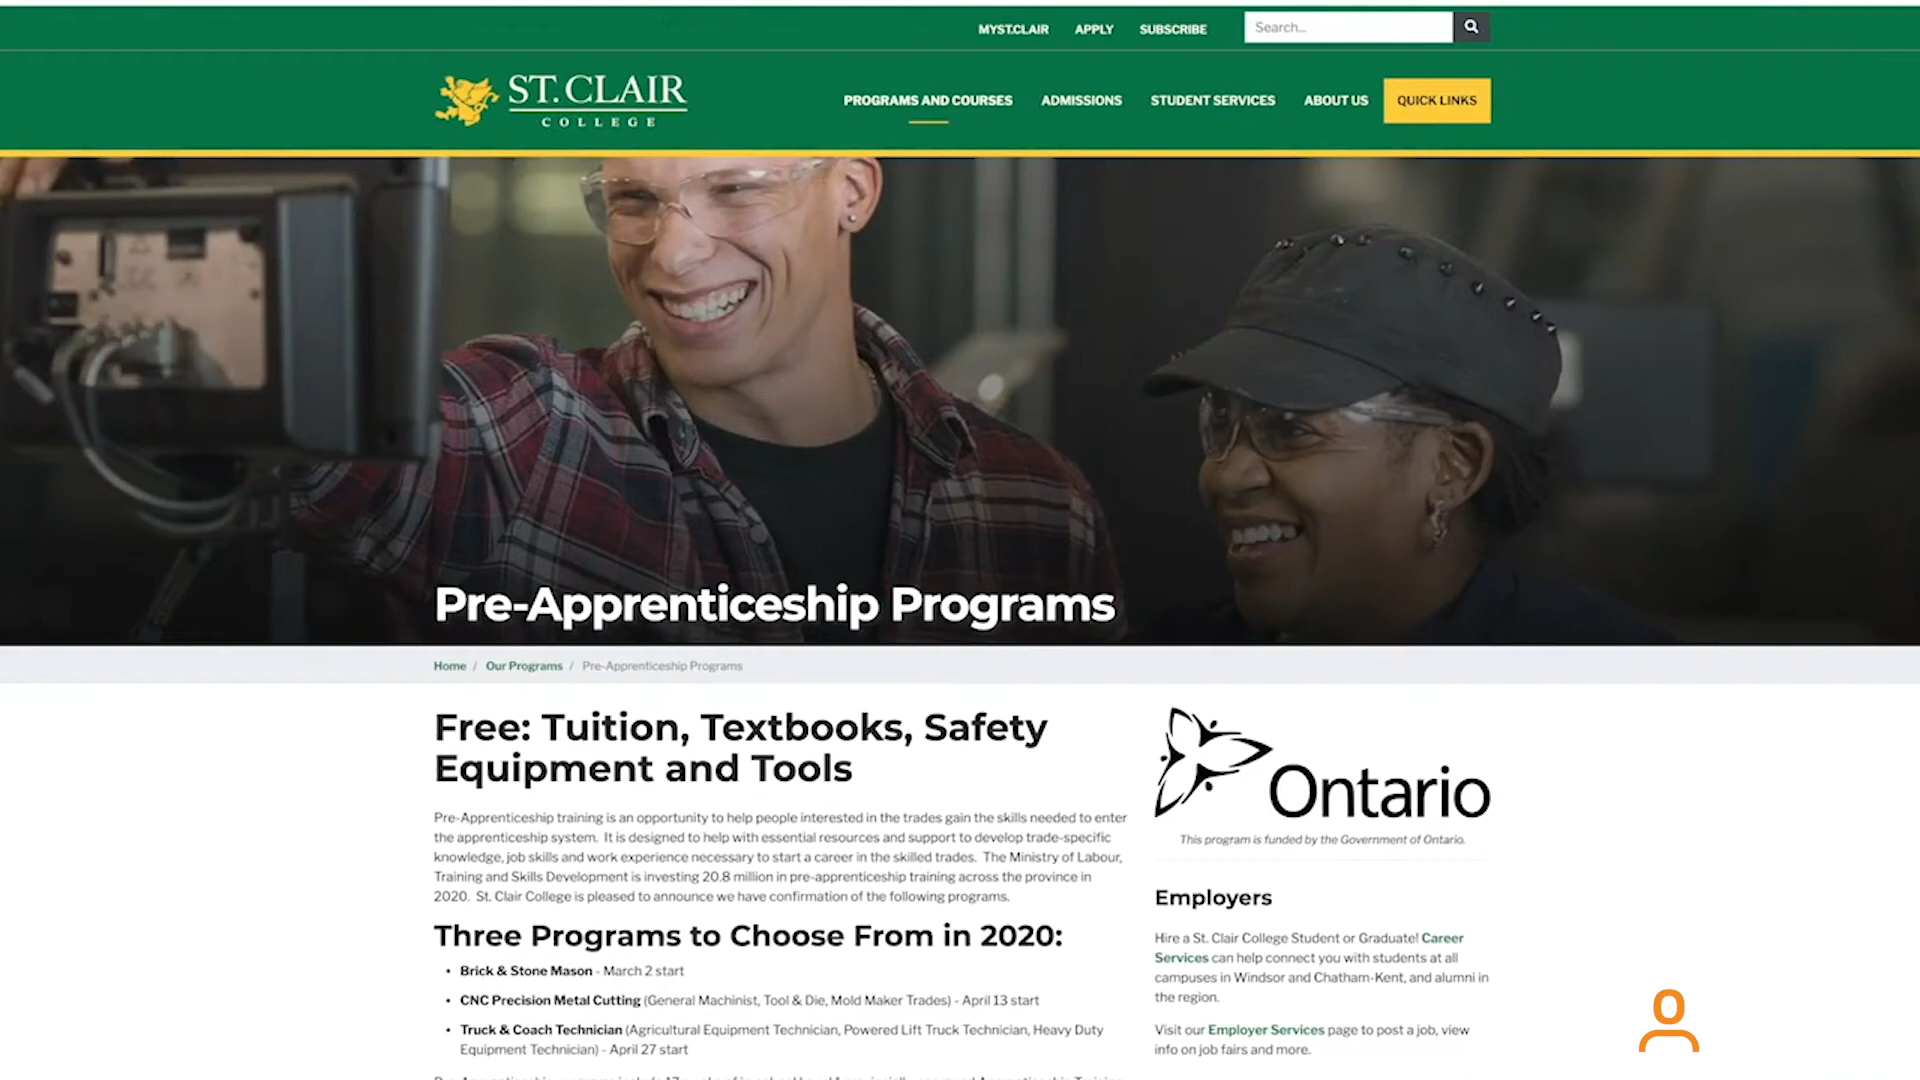 MYST.CLAIR APPLY SUBSCRIBE Search...
ST. CLAIR
COLLEGE
PROGRAMS AND COURSES ADMISSIONS STUDENT SERVICES ABOUT US QUICK LINKS
Pre-Apprenticeship Programs
Home / Our Programs / Pre-Apprenticeship Programs
Free: Tuition, Textbooks, Safety
Equipment and Tools
Pre-Apprenticeship training is an opportunity to help people interested in the trades gain the skills needed to enter
the apprenticeship system. It is designed to help with essential resources and support to develop trade-specific
knowledge, job skills and work experience necessary to start a career in the skilled trades. The Ministry of Labour,
Training and Skills Development is investing 20.8 million in pre-apprenticeship training across the province in
2020. St. Clair College is pleased to announce we have confirmation of the following programs.
Three Programs to Choose From in 2020:
• Brick & Stone Mason - March 2 start
• CNC Precision Metal Cutting (General Machinist, Tool & Die, Mold Maker Trades) - April 13 start
• Truck & Coach Technician (Agricultural Equipment Technician, Powered Lift Truck Technician, Heavy Duty
Equipment Technician) - April 27 start
Ontario
This program is funded by the Government of Ontario.
Employers
Hire a St. Clair College Student or Graduate! Career
Services can help connect you with students at all
campuses in Windsor and Chatham-Kent, and alumni in
the region.
Visit our Employer Services page to post a job, view
info on job fairs and more.